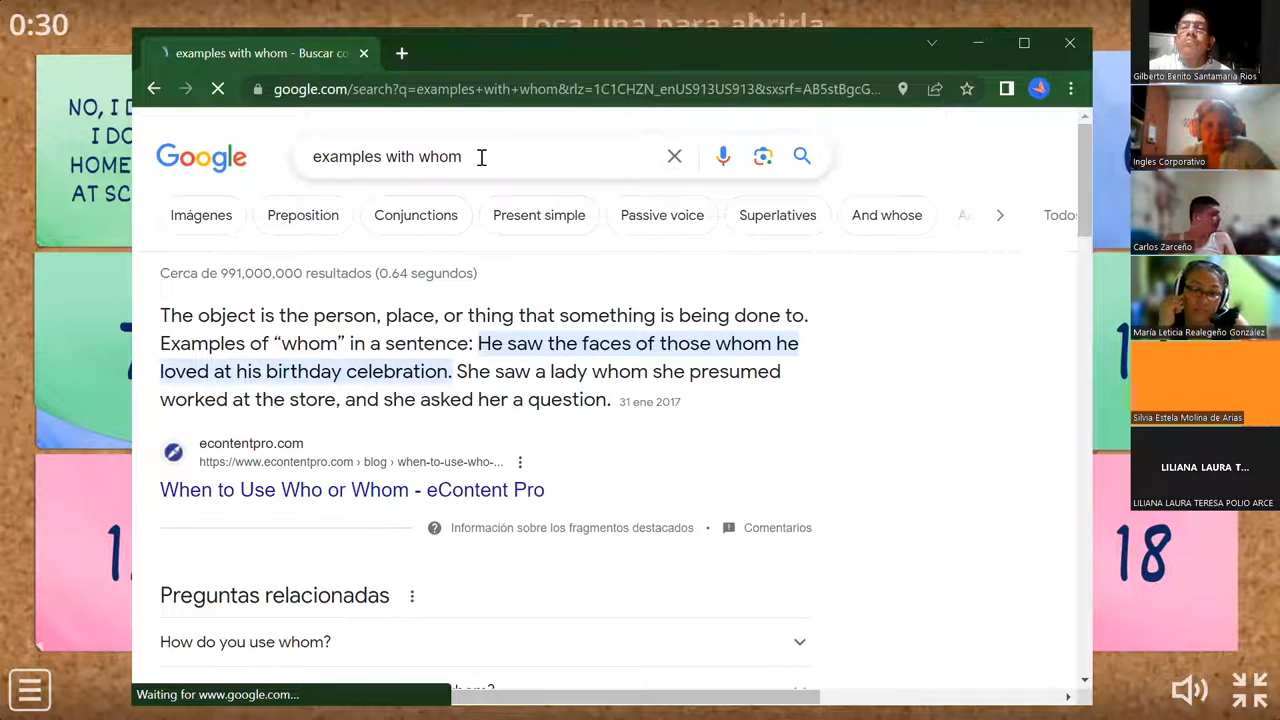 0:30
Toca una para abrirla
examples with whom - Buscar co
google.com/search?q=examples+with+whom&rlz=1C1CHZN_enUS913US913&sxsrf=AB5stBgcG...
Google
examples with whom
Imágenes
Preposition
Conjunctions
Present simple
Passive voice
Superlatives
And whose
Todo
Cerca de 991,000,000 resultados (0.64 segundos)
The object is the person, place, or thing that something is being done to.
Examples of “whom” in a sentence: He saw the faces of those whom he
loved at his birthday celebration. She saw a lady whom she presumed
worked at the store, and she asked her a question. 31 ene 2017
econtentpro.com
https://www.econtentpro.com › blog › when-to-use-who-...
When to Use Who or Whom - eContent Pro
Información sobre los fragmentos destacados
Comentarios
Preguntas relacionadas
How do you use whom?
Waiting for www.google.com...
NO, I D
I DO
HOME
AT SC
18
Gilberto Benito Santamaria Rios
Ingles Corporativo
Carlos Zarceño
María Leticia Realegeño González
Silvia Estela Molina de Arias
LILIANA LAURA T...
LILIANA LAURA TERESA POLIO ARCE